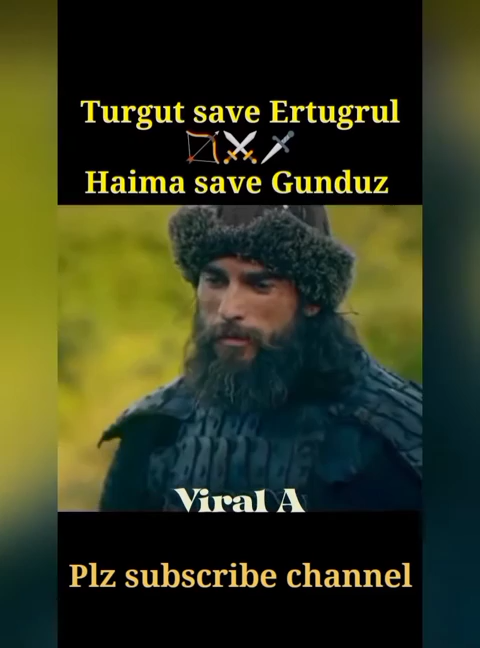 Turgut save Ertugrul
🏹⚔️🗡️
Haima save Gunduz
Viral A
Plz subscribe channel